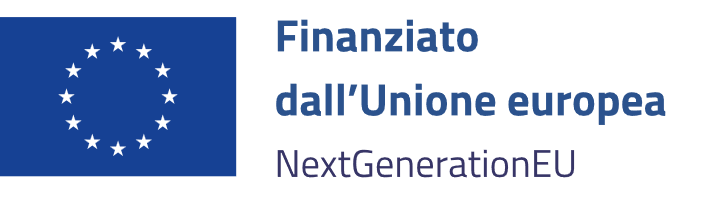 Finanziato
dall’Unione europea
NextGenerationEU